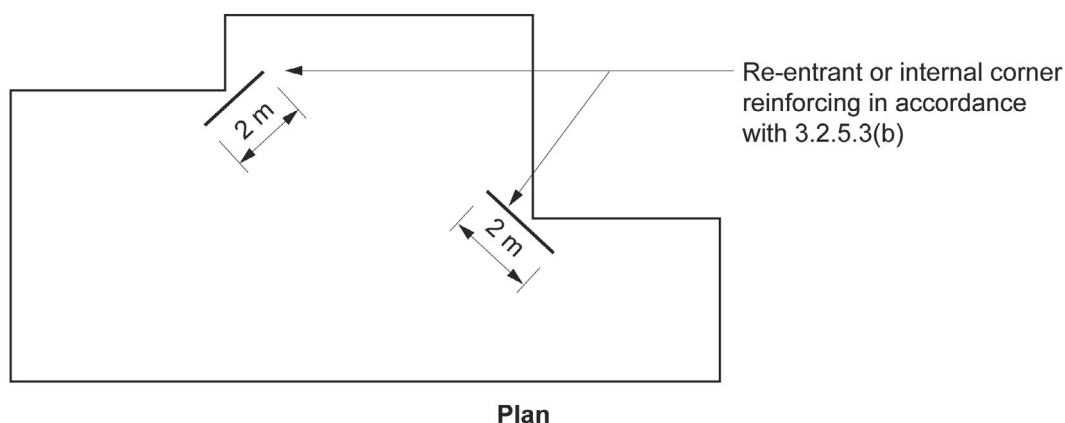 2 m
Re-entrant or internal corner
reinforcing in accordance
with 3.2.5.3(b)
2 m
Plan